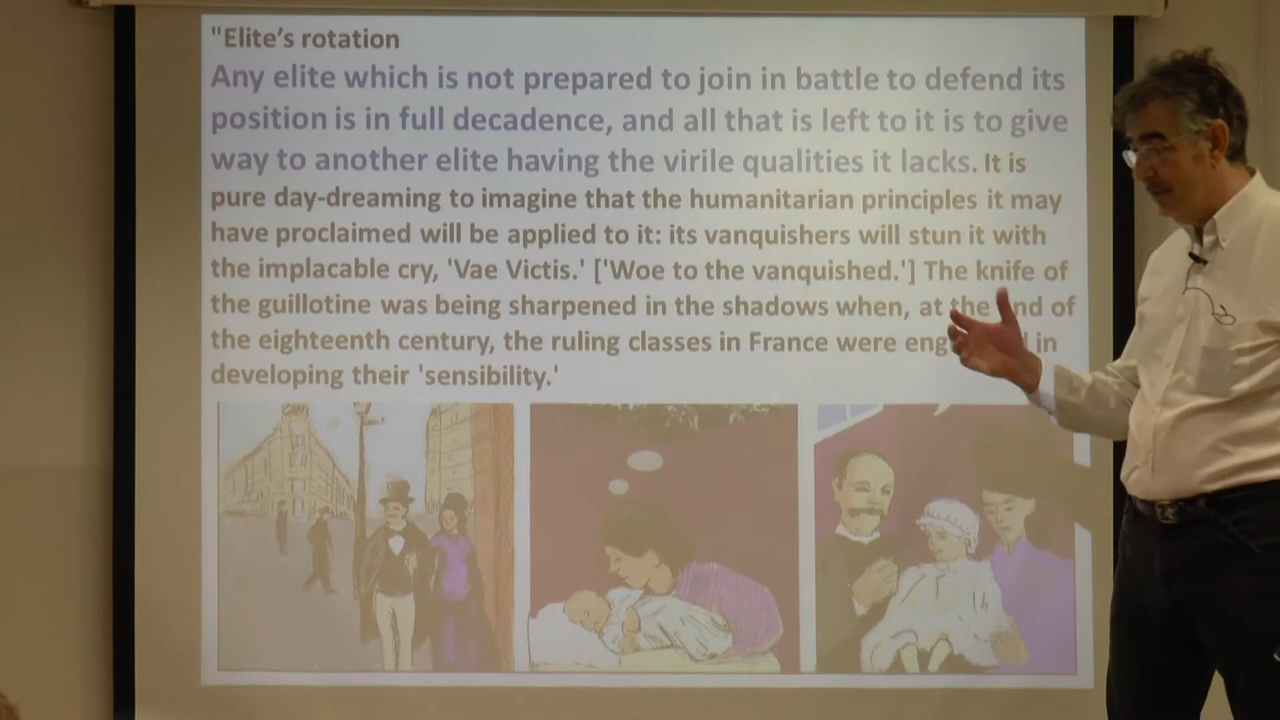 "Elite's rotation
Any elite which is not prepared to join in battle to defend its
position is in full decadence, and all that is left to it is to give
way to another elite having the virile qualities it lacks. It is
pure day-dreaming to imagine that the humanitarian principles it may
have proclaimed will be applied to it: its vanquishers will stun it with
the implacable cry, 'Vae Victis.' ['Woe to the vanquished.'] The knife of
the guillotine was being sharpened in the shadows when, at the end of
the eighteenth century, the ruling classes in France were in
developing their 'sensibility.'